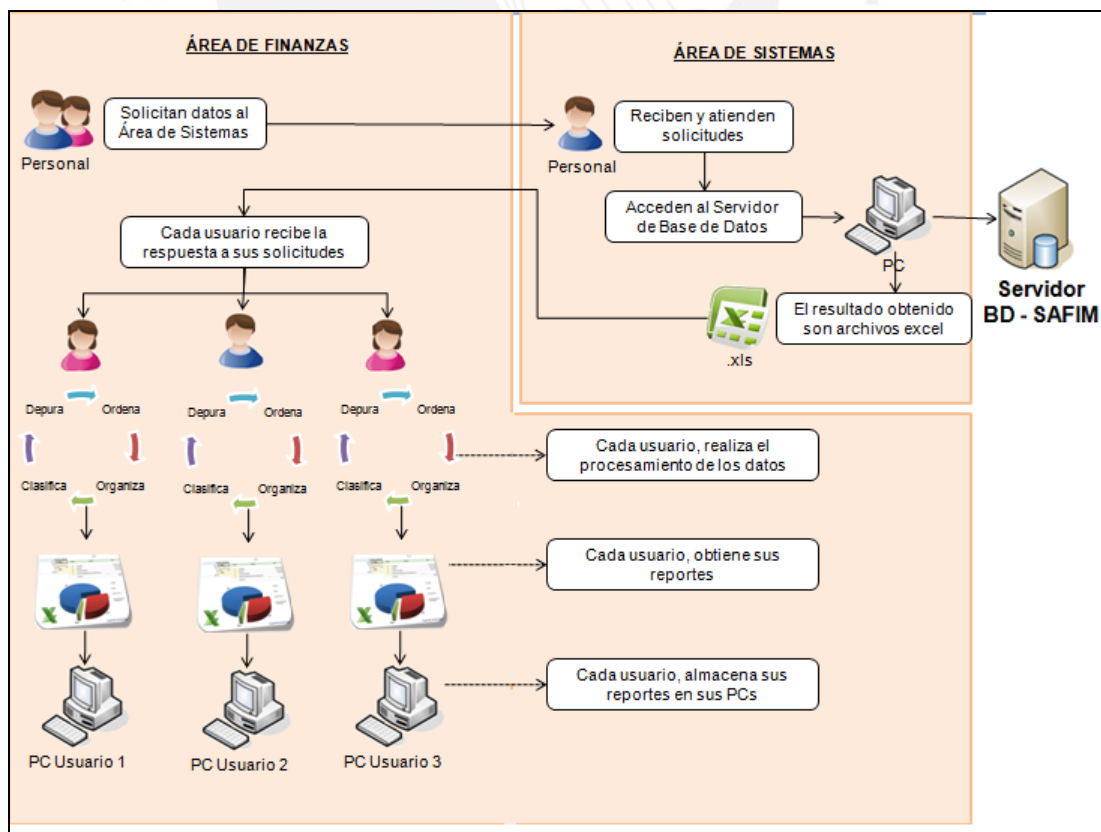 ÁREA DE FINANZAS
ÁREA DE SISTEMAS
Solicitan datos al
Área de Sistemas
Personal
Reciben y atienden
solicitudes
Personal
Acceden al Servidor
de Base de Datos
PC
Servidor
BD - SAFIM
El resultado obtenido
son archivos excel
.xls
Cada usuario recibe la
respuesta a sus solicitudes
Depura
Ordena
Clasifica
Organiza
Depura
Ordena
Clasifica
Organiza
Depura
Ordena
Clasifica
Organiza
Cada usuario, realiza el
procesamiento de los datos
Cada usuario, obtiene sus
reportes
Cada usuario, almacena sus
reportes en sus PCs
PC Usuario 1
PC Usuario 2
PC Usuario 3